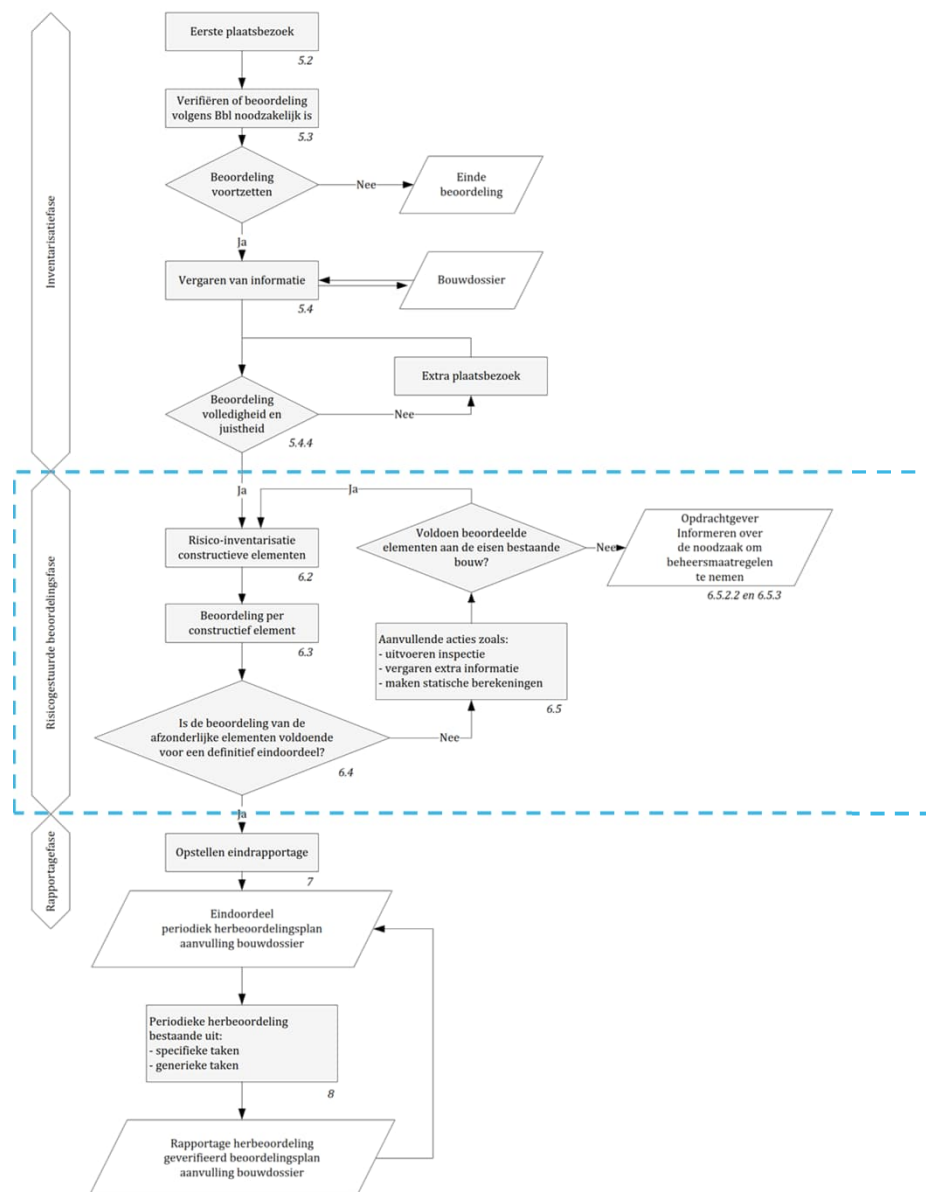 Inventarisatiefase
Eerste plaatsbezoek
5.2
Verifiëren of beoordeling
volgens Bbl noodzakelijk is
5.3
Beoordeling
voortzetten
Nee
Einde
beoordeling
Ja
Vergaren van informatie
5.4
Bouwdossier
Extra plaatsbezoek
Beoordeling
volledigheid en
juistheid
Nee
5.4.4
Risicogestuurde beoordelingsfase
Ja
Ja
Risico-inventarisatie
constructieve elementen
6.2
Voldoen beoordeelde
elementen aan de eisen bestaande
bouw?
Nee
Opdrachtgever
Informeren over
de noodzaak om
beheersmaatregelen
te nemen
6.5.2.2 en 6.5.3
Beoordeling per
constructief element
6.3
Aanvullende acties zoals:
- uitvoeren inspectie
- vergaren extra informatie
- maken statische berekeningen
6.5
Is de beoordeling van de
afzonderlijke elementen voldoende
voor een definitief eindoordeel?
Nee
6.4
Ja
Rapportagefase
Opstellen eindrapportage
7
Eindoordeel
periodiek herbeoordelingsplan
aanvulling bouwdossier
Periodieke herbeoordeling
bestaande uit:
- specifieke taken
- generieke taken
8
Rapportage herbeoordeling
geverifieerd beoordelingsplan
aanvulling bouwdossier